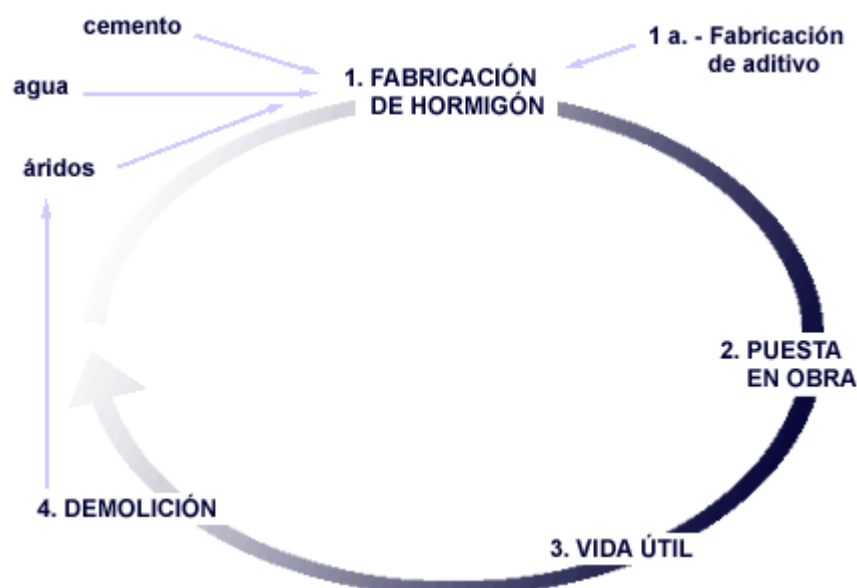 cemento
agua
áridos
1. FABRICACIÓN
DE HORMIGÓN
1 a. - Fabricación
de aditivo
2. PUESTA
EN OBRA
3. VIDA ÚTIL
4. DEMOLICIÓN